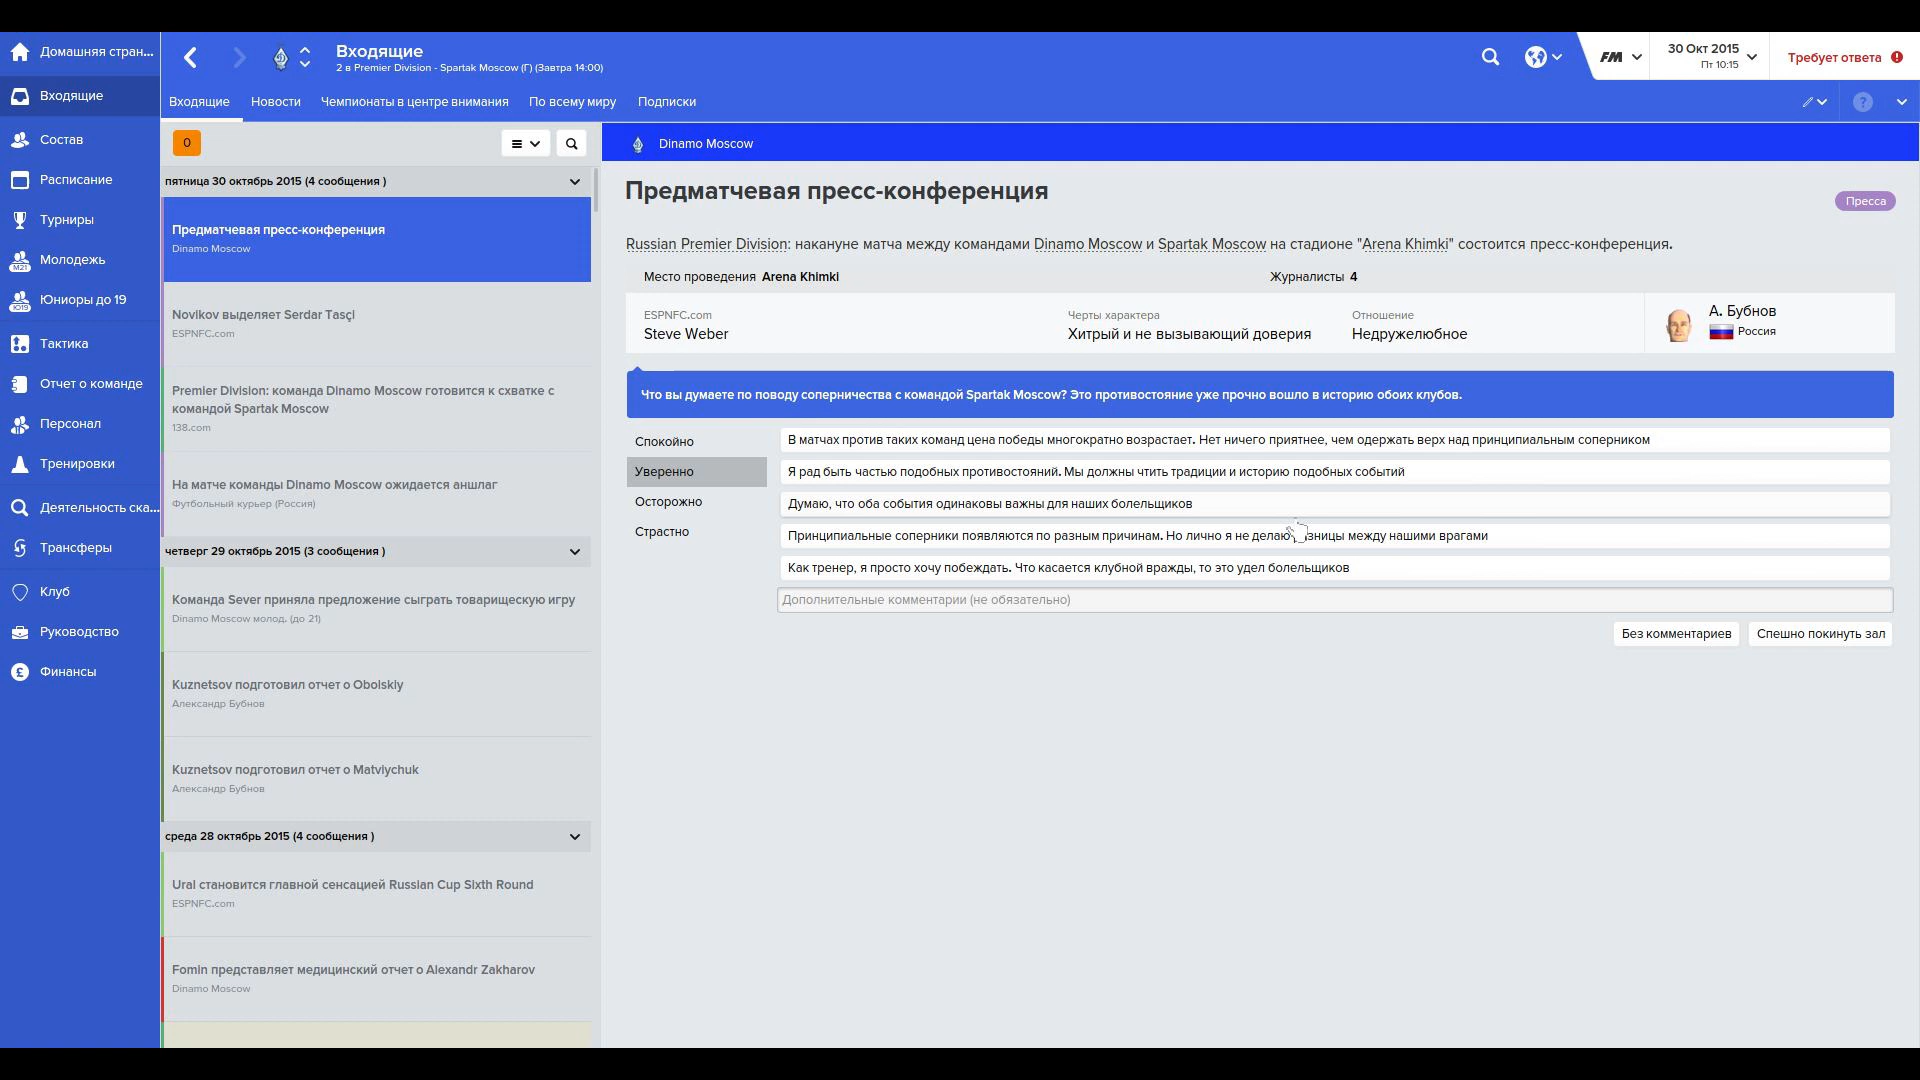 Домашняя стран...
Входящие
Состав
Расписание
Турниры
M21
Молодежь
Ю19
Юниоры до 19
Тактика
Отчет о команде
Персонал
Тренировки
Деятельность ска...
Трансферы
Клуб
Руководство
Финансы
Входящие
2 в Premier Division - Spartak Moscow (Г) (Завтра 14:00)
FM
30 Окт 2015
Пт 10:15
Требует ответа
Входящие Новости Чемпионаты в центре внимания По всему миру Подписки
?
0
пятница 30 октябрь 2015 (4 сообщения )
Предматчевая пресс-конференция
Dinamo Moscow
Novikov выделяет Serdar Tasçi
ESPNFC.com
Premier Division: команда Dinamo Moscow готовится к схватке с
командой Spartak Moscow
138.com
На матче команды Dinamo Moscow ожидается аншлаг
Футбольный курьер (Россия)
четверг 29 октябрь 2015 (3 сообщения )
Команда Sever приняла предложение сыграть товарищескую игру
Dinamo Moscow молод. (до 21)
Kuznetsov подготовил отчет о Obolskiy
Александр Бубнов
Kuznetsov подготовил отчет о Matviychuk
Александр Бубнов
среда 28 октябрь 2015 (4 сообщения )
Ural становится главной сенсацией Russian Cup Sixth Round
ESPNFC.com
Fomin представляет медицинский отчет о Alexandr Zakharov
Dinamo Moscow
Dinamo Moscow
Предматчевая пресс-конференция
Пресса
Russian Premier Division: накануне матча между командами Dinamo Moscow и Spartak Moscow на стадионе "Arena Khimki" состоится пресс-конференция.
Место проведения Arena Khimki Журналисты 4
ESPNFC.com
Steve Weber
Черты характера
Хитрый и не вызывающий доверия
Отношение
Недружелюбное
А. Бубнов
Россия
Что вы думаете по поводу соперничества с командой Spartak Moscow? Это противостояние уже прочно вошло в историю обоих клубов.
Спокойно
Уверенно
Осторожно
Страстно
В матчах против таких команд цена победы многократно возрастает. Нет ничего приятнее, чем одержать верх над принципиальным соперником
Я рад быть частью подобных противостояний. Мы должны чтить традиции и историю подобных событий
Думаю, что оба события одинаковы важны для наших болельщиков
Принципиальные соперники появляются по разным причинам. Но лично я не делаю разницы между нашими врагами
Как тренер, я просто хочу побеждать. Что касается клубной вражды, то это удел болельщиков
Дополнительные комментарии (не обязательно)
Без комментариев Спешно покинуть зал